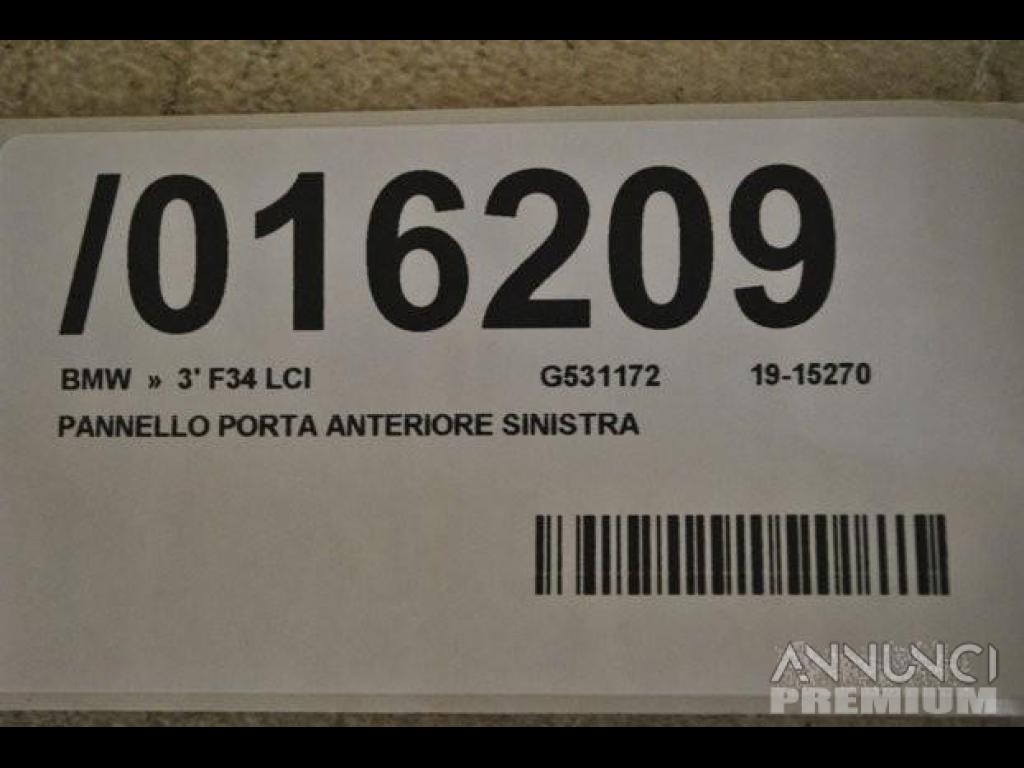 /016209
BMW » 3' F34 LCI G531172 19-15270
PANNELLO PORTA ANTERIORE SINISTRA
ANNUNCI
PREMIUM